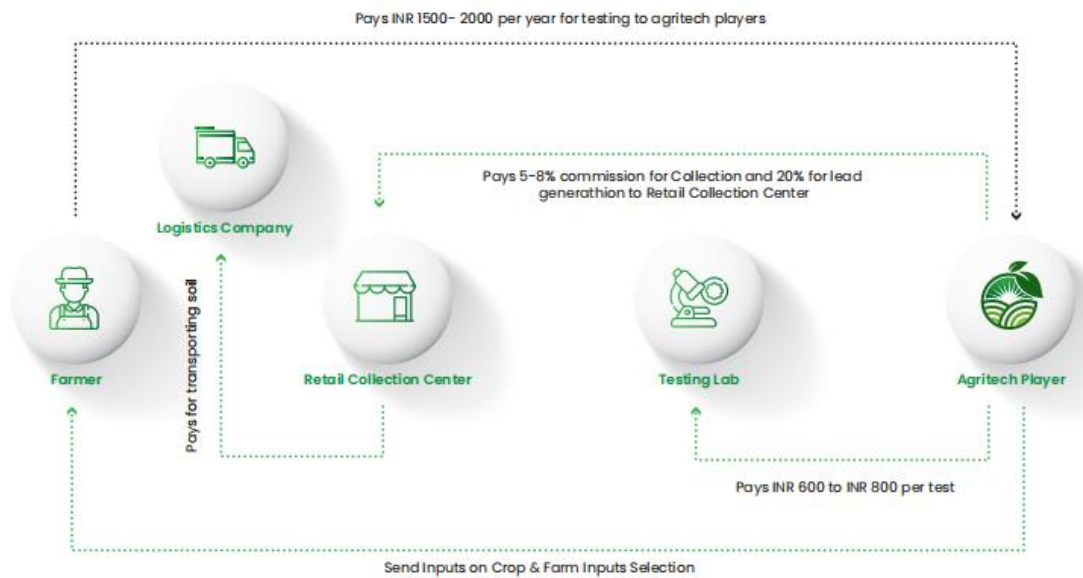 Pays INR 1500- 2000 per year for testing to agritech players
Pays 5-8% commission for Collection and 20% for lead
generathion to Retail Collection Center
Logistics Company
Pays for transporting soil
Farmer
Retail Collection Center
Testing Lab
Agritech Player
Pays INR 600 to INR 800 per test
Send Inputs on Crop & Farm Inputs Selection